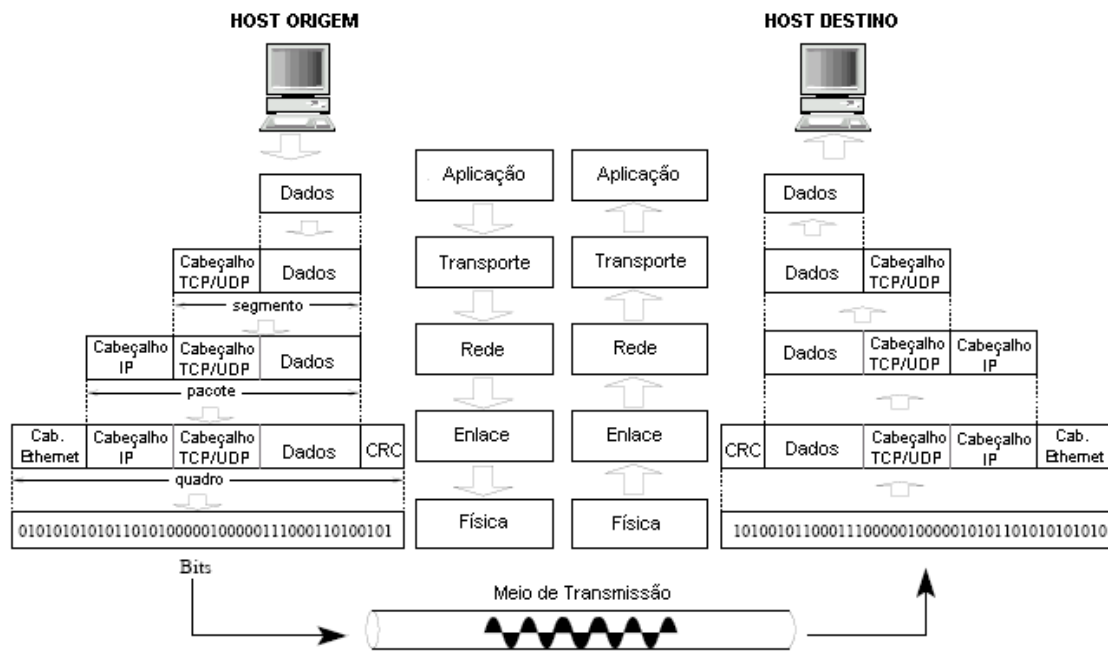 HOST ORIGEM
HOST DESTINO
Dados
Aplicação
Aplicação
Dados
Cabeçalho
TCP/UDP
Dados
segmento
Transporte
Transporte
Dados
Cabeçalho
TCP/UDP
Cabeçalho
IP
Cabeçalho
TCP/UDP
Dados
pacote
Rede
Rede
Dados
Cabeçalho
TCP/UDP
Cabeçalho
IP
Cab.
Ethernet
Cabeçalho
IP
Cabeçalho
TCP/UDP
Dados
CRC
quadro
Enlace
Enlace
CRC
Dados
Cabeçalho
TCP/UDP
Cabeçalho
IP
Cab.
Ethernet
Física
Física
Bits
Meio de Transmissão